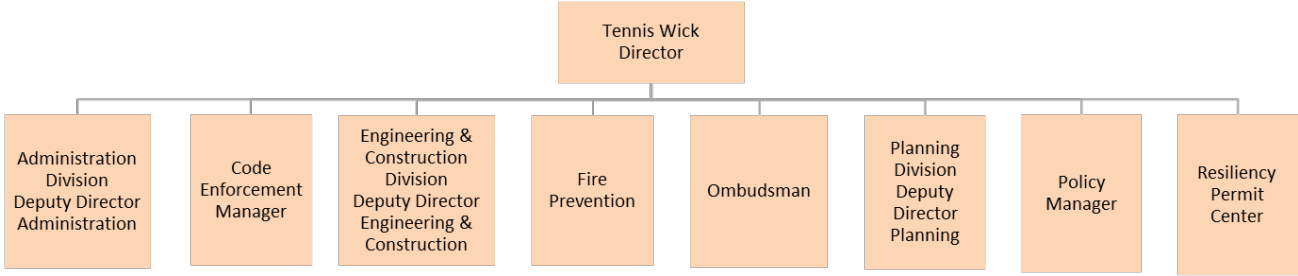 Tennis Wick
Director
Administration
Division
Deputy Director
Administration
Code
Enforcement
Manager
Engineering &
Construction
Division
Deputy Director
Engineering &
Construction
Fire
Prevention
Ombudsman
Planning
Division
Deputy
Director
Planning
Policy
Manager
Resiliency
Permit
Center